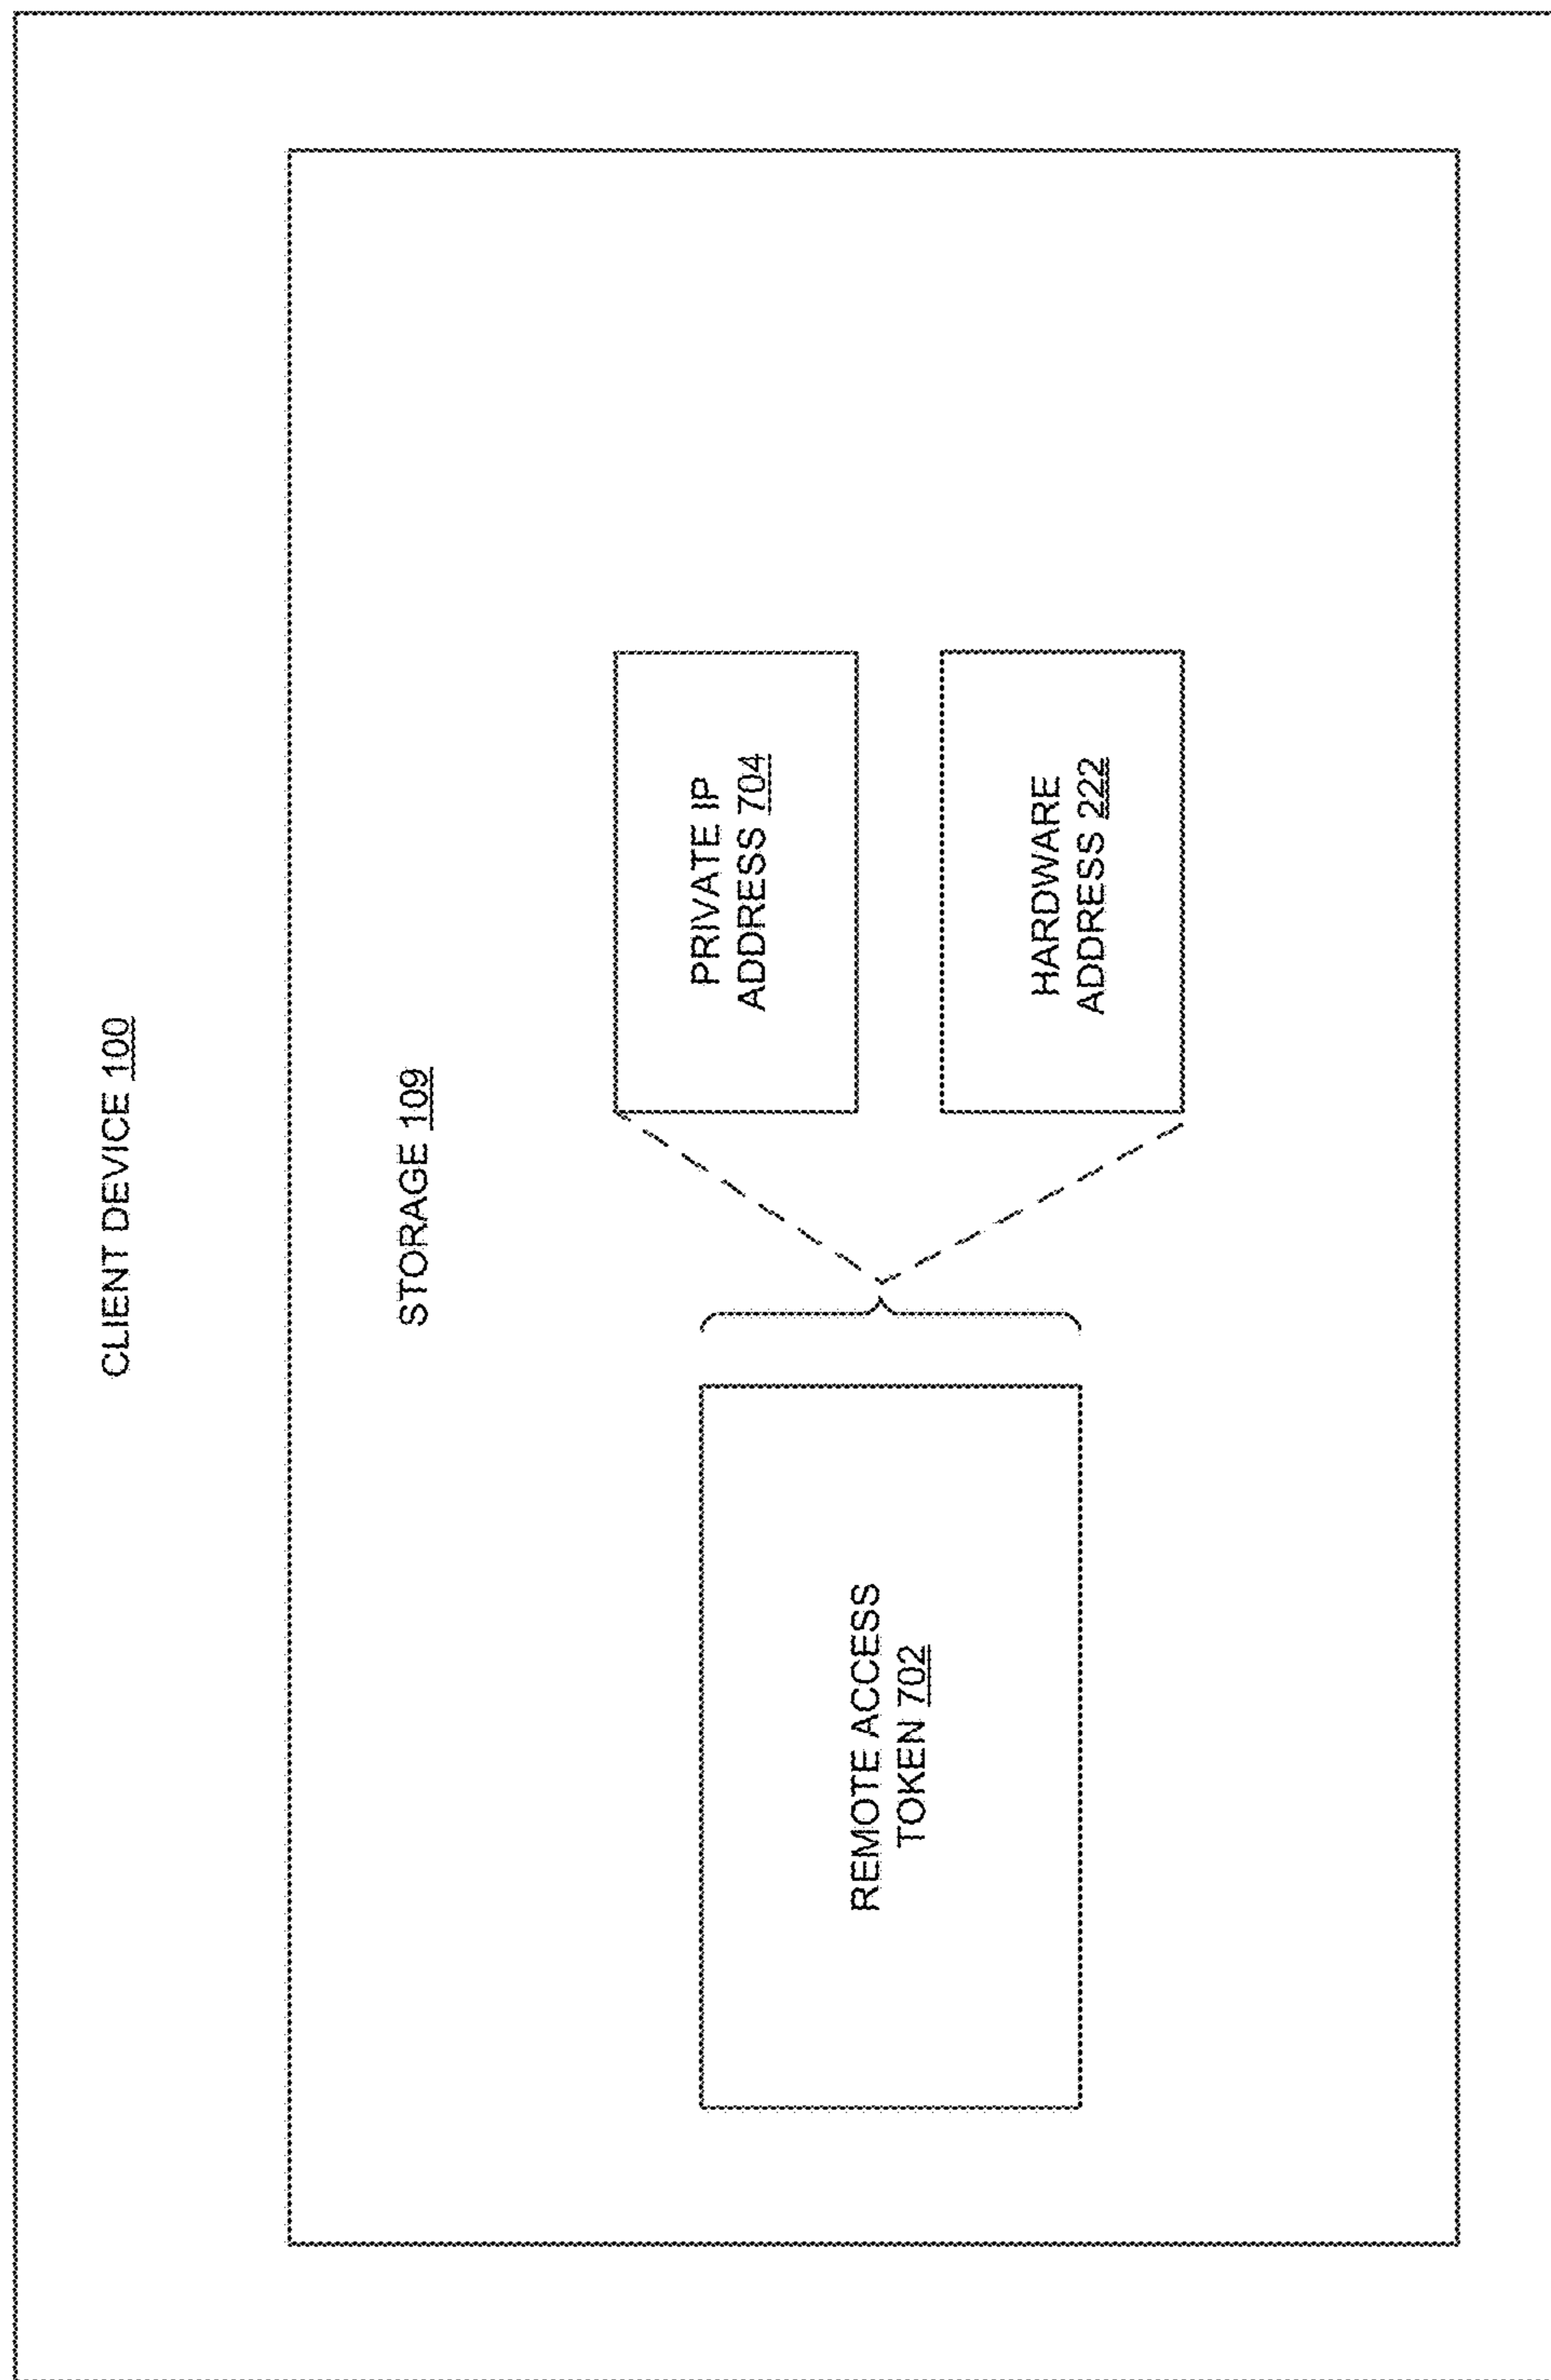 CLIENT DEVICE 100
STORAGE 109
REMOTE ACCESS
TOKEN 702
PRIVATE IP
ADDRESS 704
HARDWARE
ADDRESS 222